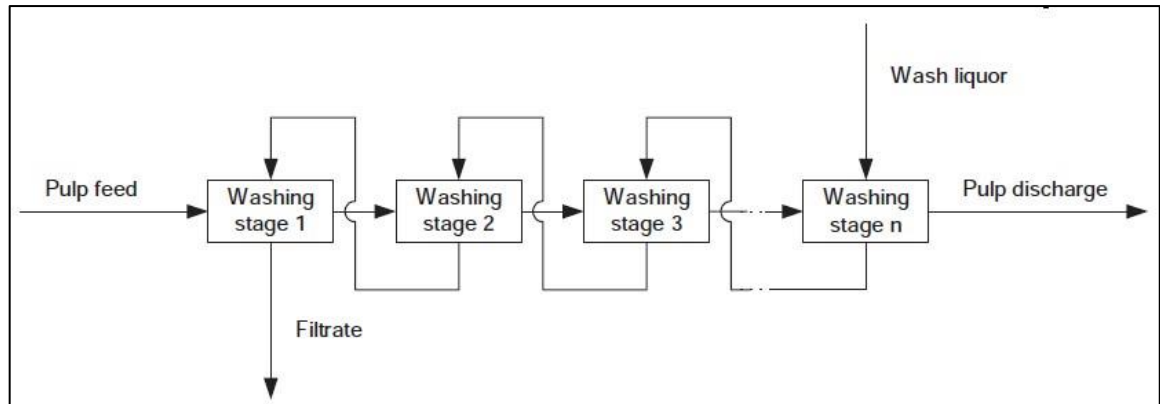 Wash liquor
Pulp feed
Washing
stage 1
Washing
stage 2
Washing
stage 3
Washing
stage n
Pulp discharge
Filtrate